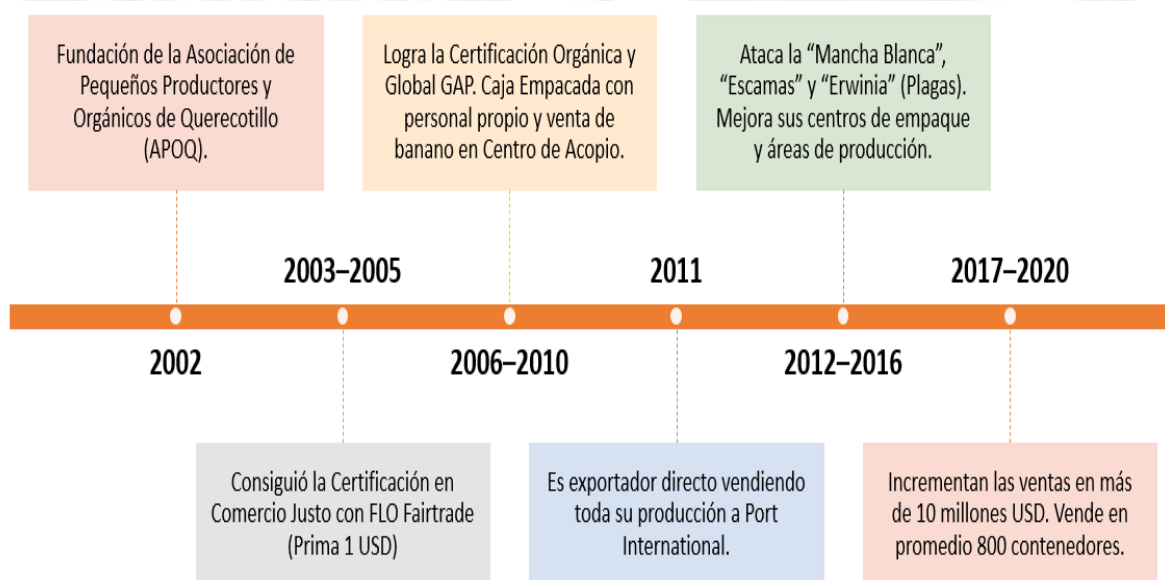 Fundación de la Asociación de
Pequeños Productores y
Orgánicos de Querecotillo
(APOQ).
Logra la Certificación Orgánica y
Global GAP. Caja Empacada con
personal propio y venta de
banano en Centro de Acopio.
Ataca la “Mancha Blanca”,
“Escamas” y “Erwinia” (Plagas).
Mejora sus centros de empaque
y áreas de producción.
2003–2005
2011
2017–2020
2002
2006–2010
2012–2016
Consiguió la Certificación en
Comercio Justo con FLO Fairtrade
(Prima 1 USD)
Es exportador directo vendiendo
toda su producción a Port
International.
Incrementan las ventas en más
de 10 millones USD. Vende en
promedio 800 contenedores.